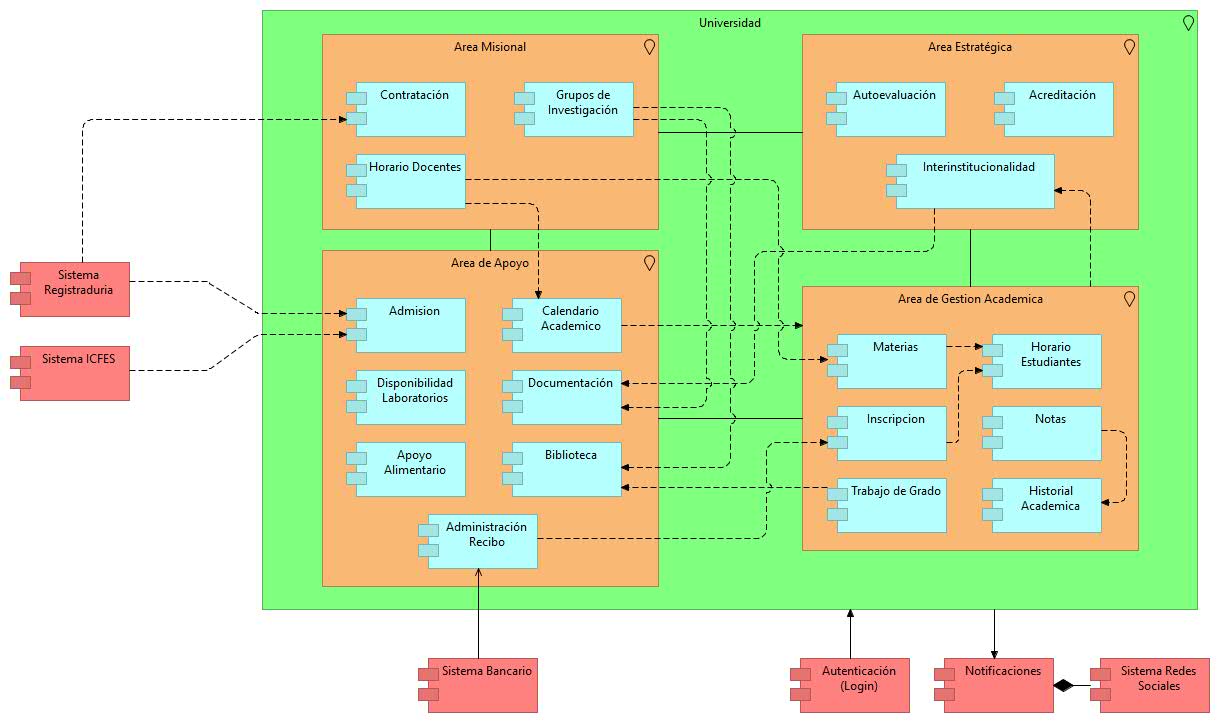 Universidad
Area Misional
Contratación
Grupos de
Investigación
Horario Docentes
Area Estratégica
Autoevaluación
Acreditación
Interinstitucionalidad
Sistema
Registraduria
Sistema ICFES
Area de Apoyo
Admision
Calendario
Academico
Disponibilidad
Laboratorios
Documentación
Apoyo
Alimentario
Biblioteca
Administración
Recibo
Area de Gestion Academica
Materias
Horario
Estudiantes
Inscripcion
Notas
Trabajo de Grado
Historial
Academica
Sistema Bancario
Autenticación
(Login)
Notificaciones
Sistema Redes
Sociales